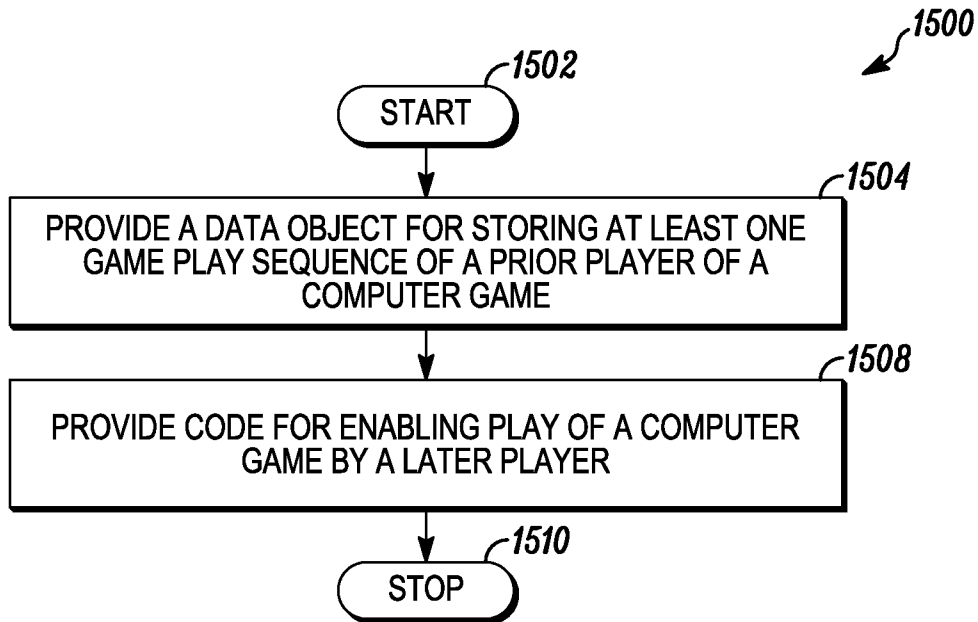 1500
1502
START
1504
PROVIDE A DATA OBJECT FOR STORING AT LEAST ONE
GAME PLAY SEQUENCE OF A PRIOR PLAYER OF A
COMPUTER GAME
1508
PROVIDE CODE FOR ENABLING PLAY OF A COMPUTER
GAME BY A LATER PLAYER
1510
STOP